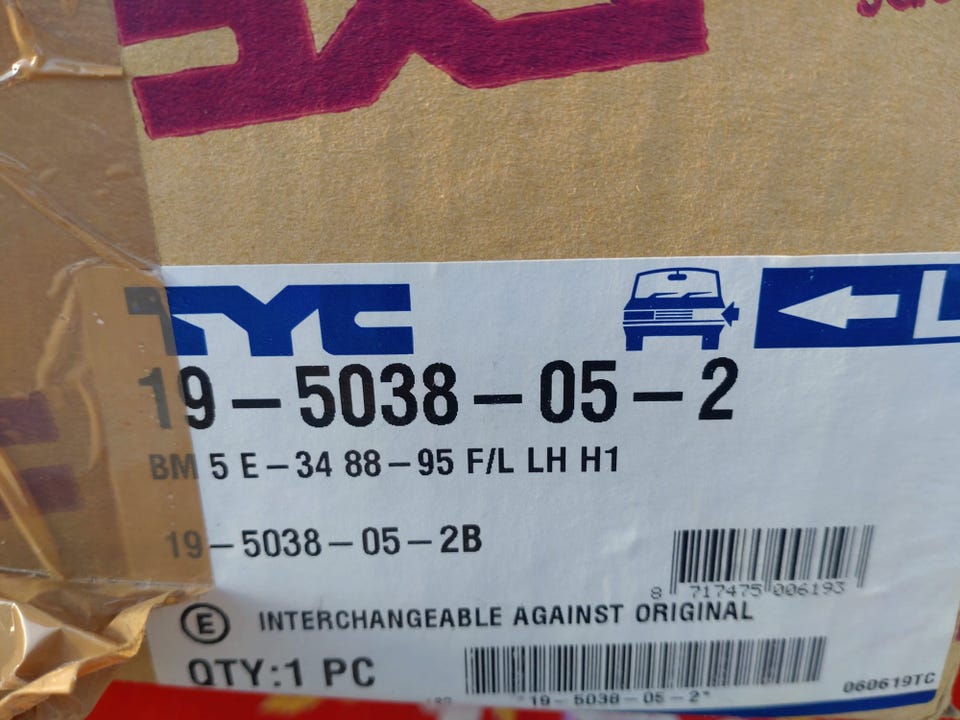 TYC
L
19-5038-05-2
BM 5 E-34 88-95 F/L LH H1
19-5038-05-2B
8 717475 006193
E INTERCHANGEABLE AGAINST ORIGINAL
QTY:1 PC
19-5038-05-2*
060619TC